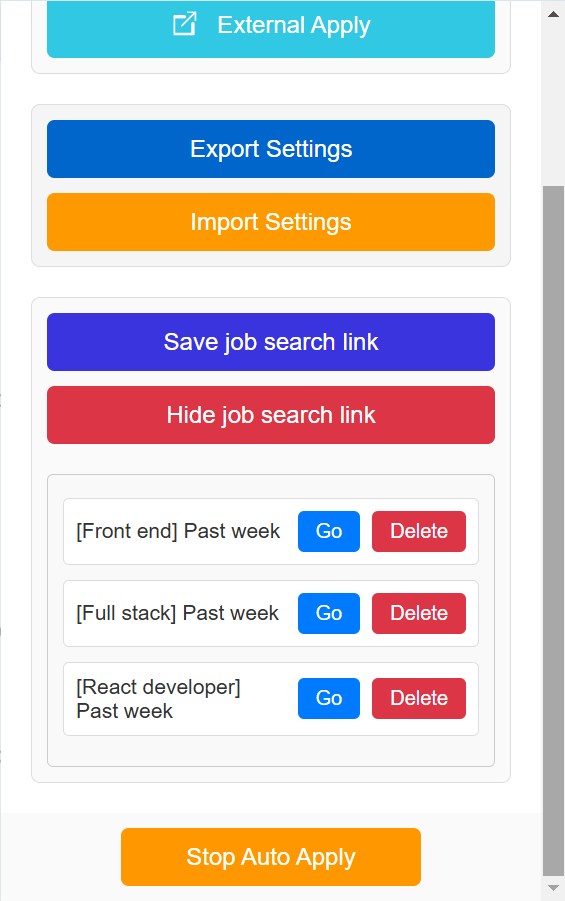 External Apply
Export Settings
Import Settings
Save job search link
Hide job search link
[Front end] Past week Go Delete
[Full stack] Past week Go Delete
[React developer]
Past week Go Delete
Stop Auto Apply